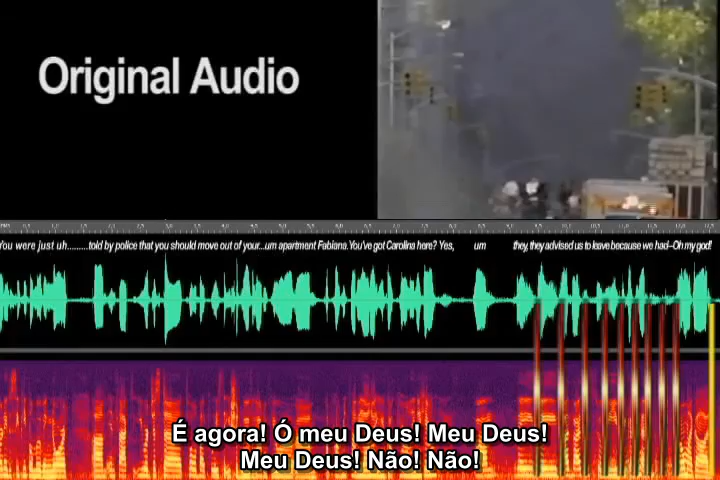 Original Audio
You were just uh.........told by police that you should move out of your...um apartment Fabiana. You've got Carolina here? Yes, um they, they advised us to leave because we had--Oh my god!
É agora! Ó meu Deus! Meu Deus!
Meu Deus! Não! Não!